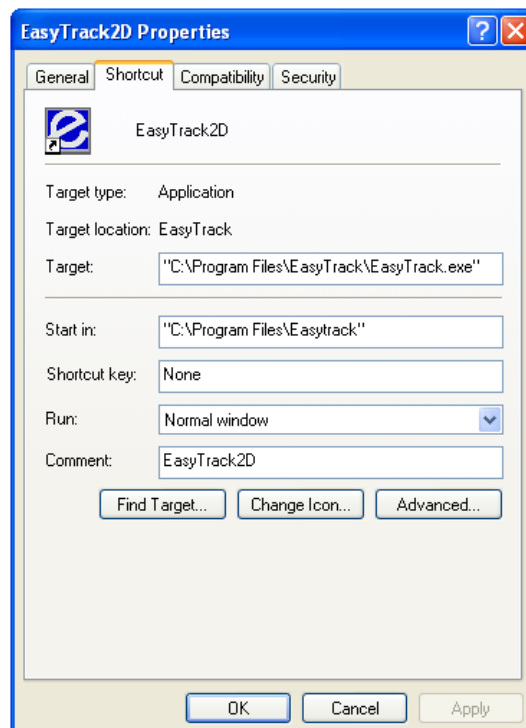 EasyTrack2D Properties
General Shortcut Compatibility Security
EasyTrack2D
Target type: Application
Target location: EasyTrack
Target: "C:\Program Files\EasyTrack\EasyTrack.exe"
Start in: "C:\Program Files\Easytrack"
Shortcut key: None
Run: Normal window
Comment: EasyTrack2D
Find Target... Change Icon... Advanced...
OK Cancel Apply